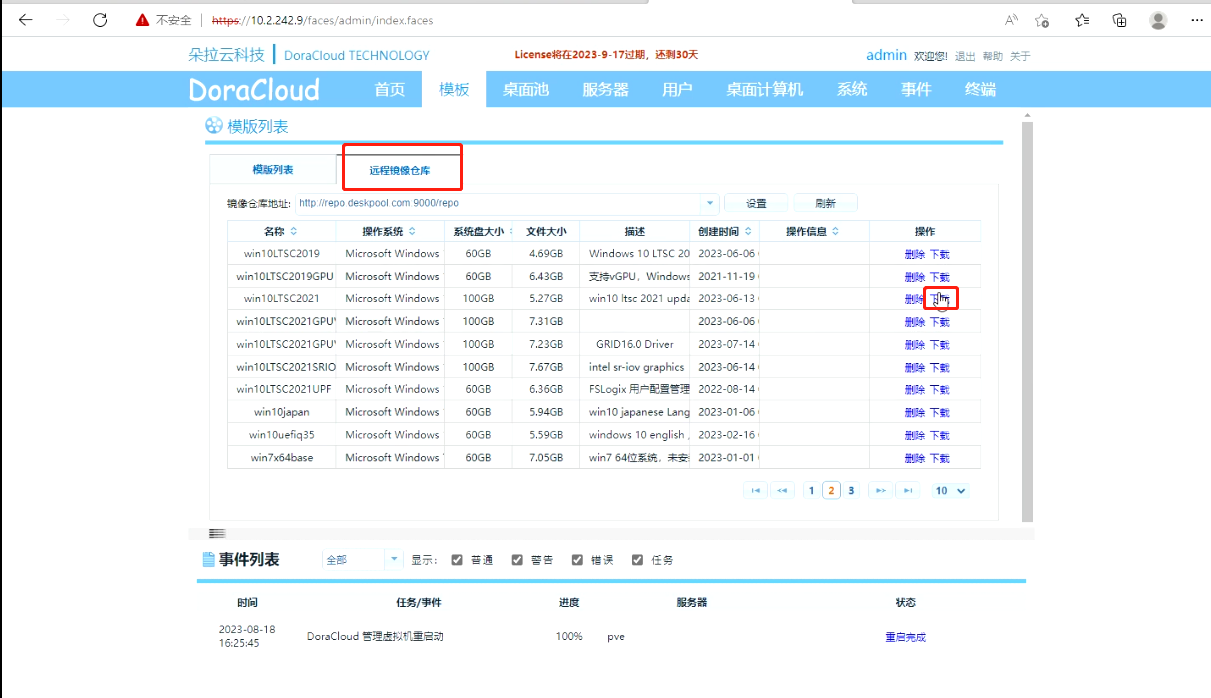 不安全 https://10.2.242.9/faces/admin/index.faces
朵拉云科技 DoraCloud TECHNOLOGY License将在2023-9-17过期，还剩30天 admin 欢迎您! 退出 帮助 关于
DoraCloud 首页 模板 桌面池 服务器 用户 桌面计算机 系统 事件 终端
模版列表
模版列表 远程镜像仓库
镜像仓库地址: http://repo.deskpool.com:9000/repo 设置 刷新
名称 操作系统 系统盘大小 文件大小 描述 创建时间 操作信息 操作
win10LTSC2019 Microsoft Windows 60GB 4.69GB Windows 10 LTSC 20 2023-06-06 删除 下载
win10LTSC2019GPU Microsoft Windows 60GB 6.43GB 支持vGPU，Windows 2021-11-19 删除 下载
win10LTSC2021 Microsoft Windows 100GB 5.27GB win10 ltsc 2021 upda 2023-06-13 删除
win10LTSC2021GPU Microsoft Windows 100GB 7.31GB 2023-06-06 删除 下载
win10LTSC2021GPU Microsoft Windows 100GB 7.23GB GRID16.0 Driver 2023-07-14 删除 下载
win10LTSC2021SRIO Microsoft Windows 100GB 7.67GB intel sr-iov graphics 2023-06-14 删除 下载
win10LTSC2021UPF Microsoft Windows 60GB 6.36GB FSLogix 用户配置管理 2022-08-14 删除 下载
win10japan Microsoft Windows 60GB 5.94GB win10 japanese Lang 2023-01-06 删除 下载
win10uefiq35 Microsoft Windows 60GB 5.59GB windows 10 english , 2023-02-16 删除 下载
win7x64base Microsoft Windows 60GB 7.05GB win7 64位系统，未安 2023-01-01 删除 下载
1 2 3 10
事件列表 全部 显示: 普通 警告 错误 任务
时间 任务/事件 进度 服务器 状态
2023-08-18
16:25:45 DoraCloud 管理虚拟机重启动 100% pve 重启完成